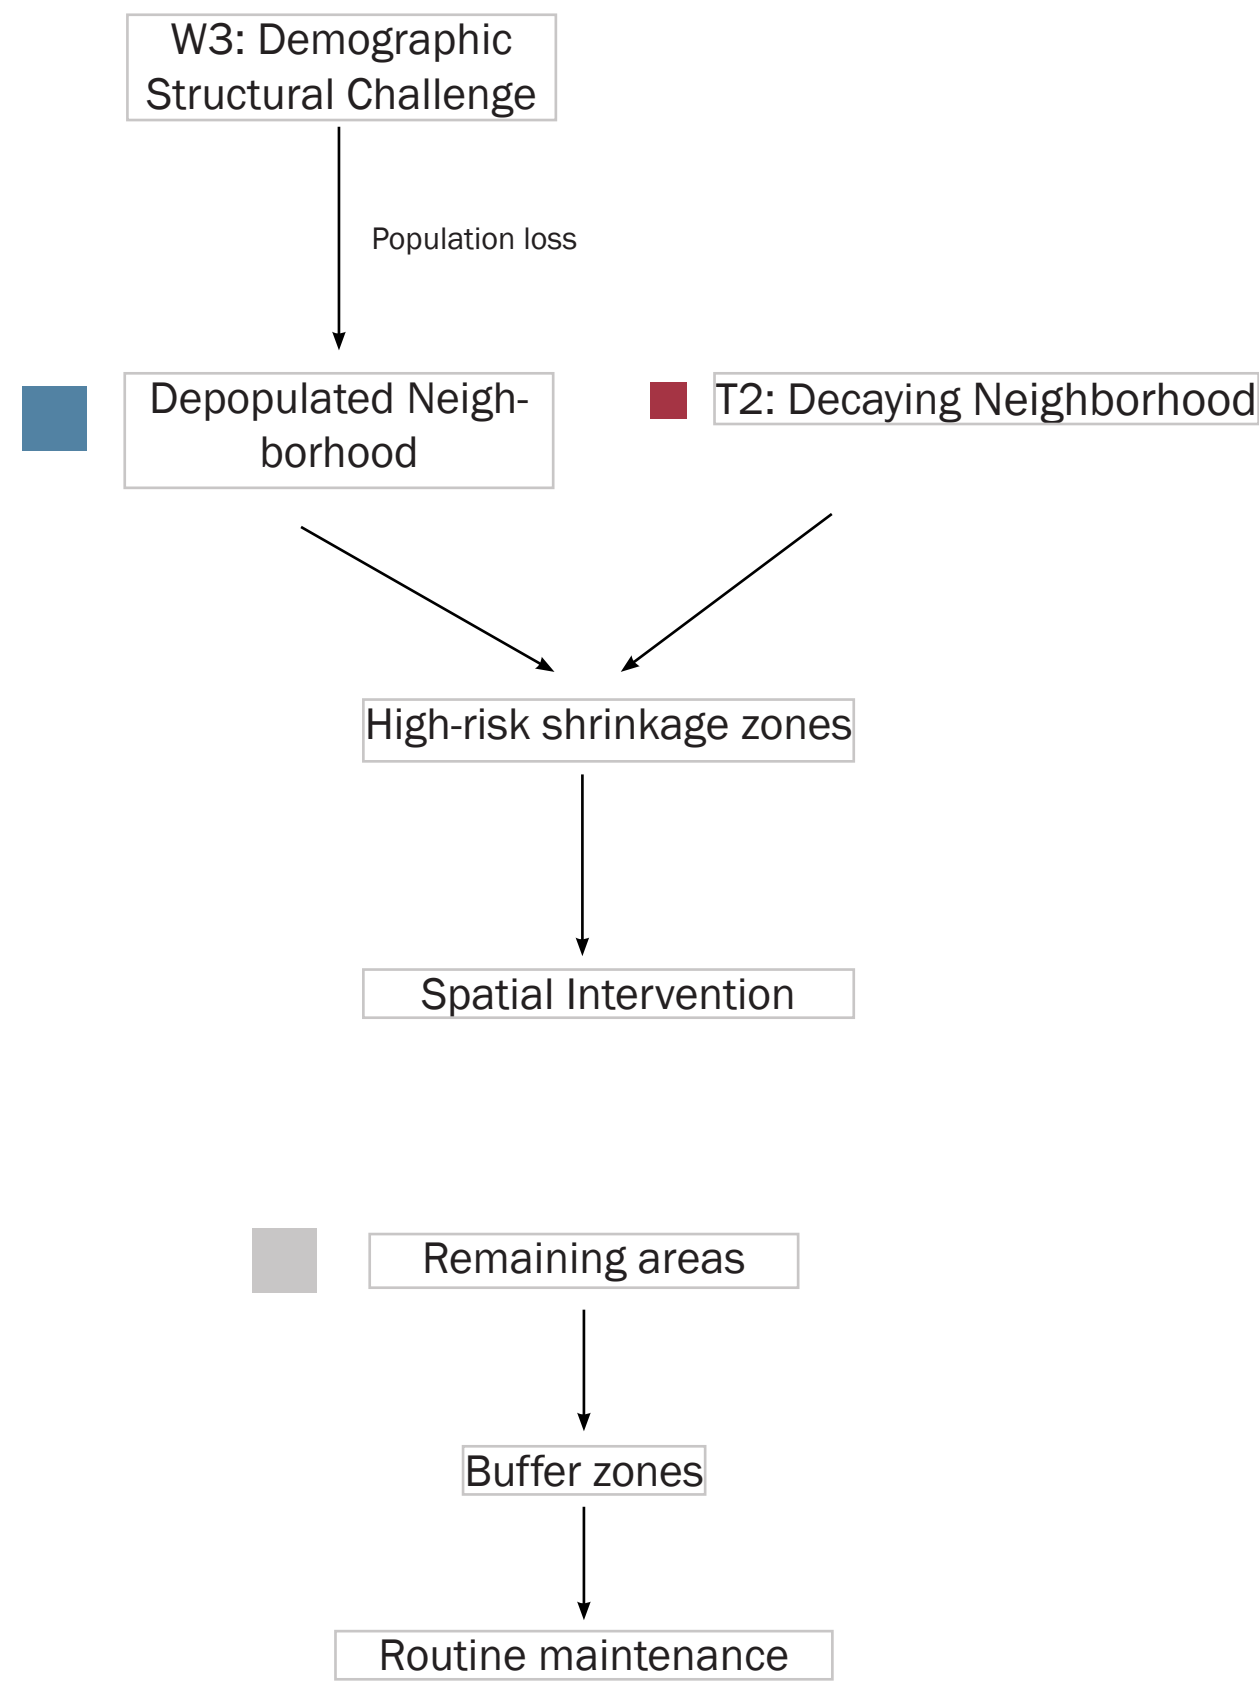 W3: Demographic
Structural Challenge
Population loss
Depopulated Neigh-
borhood
T2: Decaying Neighborhood
High-risk shrinkage zones
Spatial Intervention
Remaining areas
Buffer zones
Routine maintenance